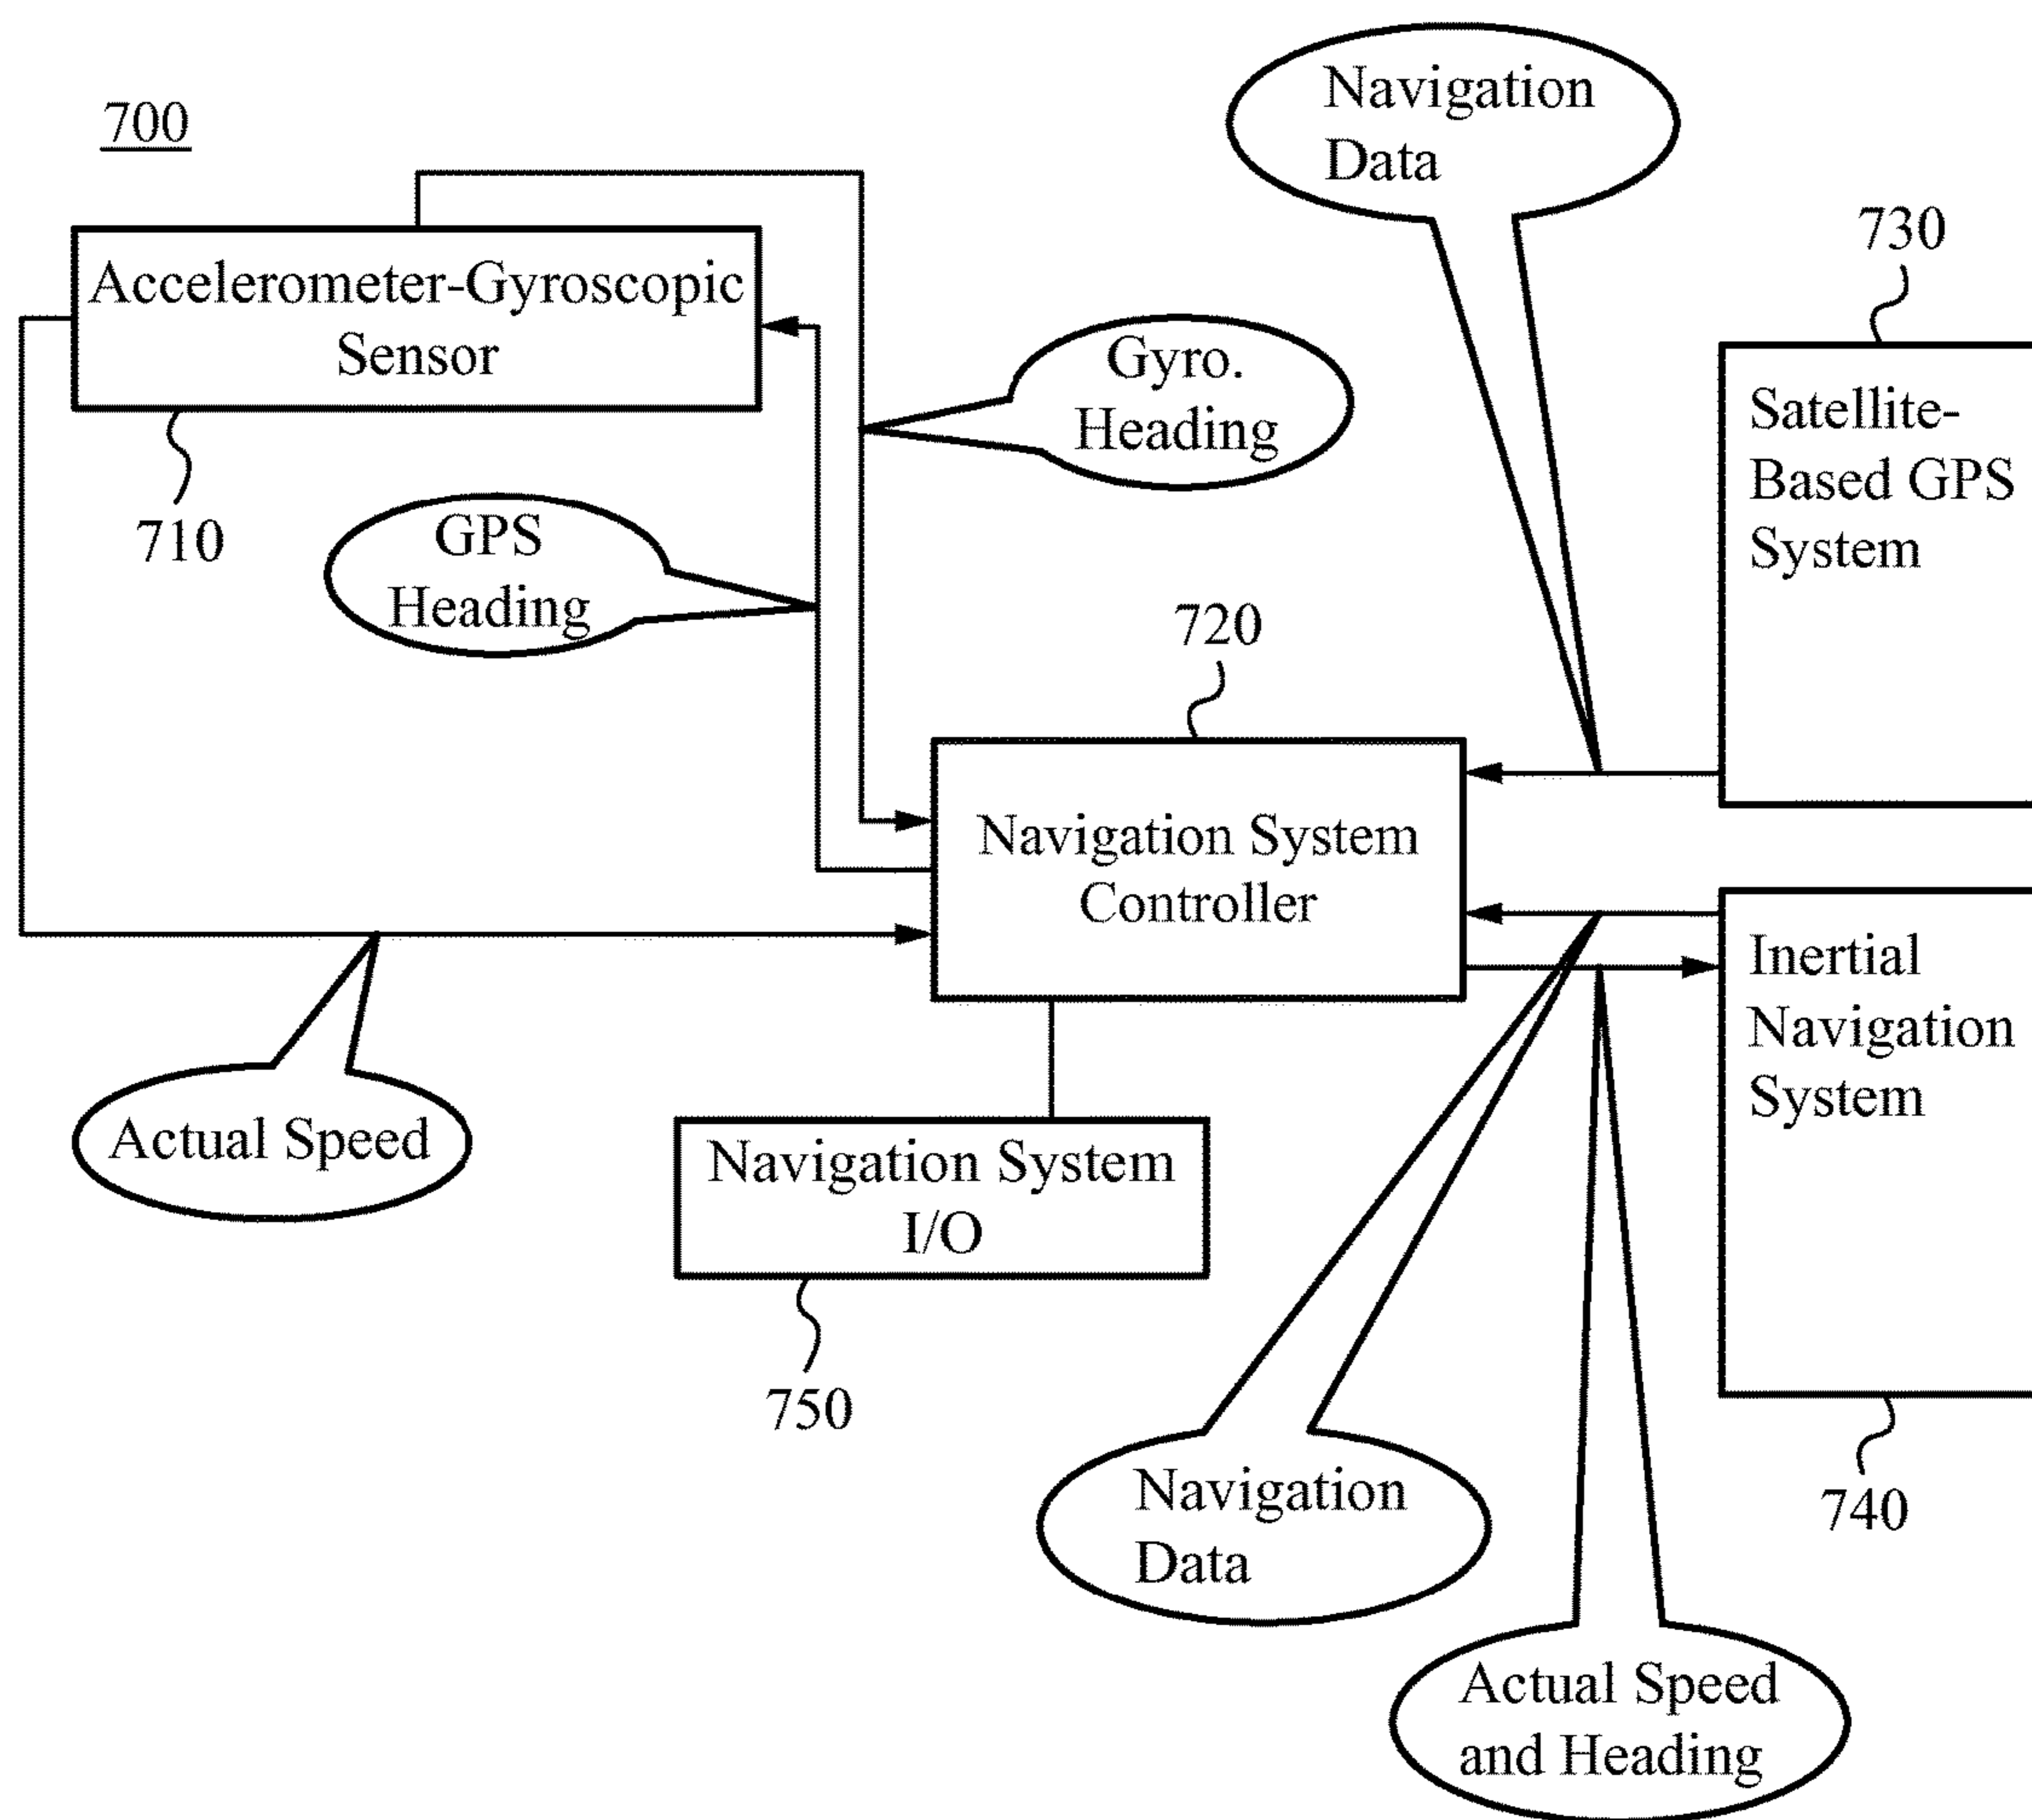 700
Navigation
Data
730
Accelerometer-Gyroscopic
Sensor
Gyro.
Heading
Satellite-
Based GPS
System
710
GPS
Heading
720
Navigation System
Controller
Inertial
Navigation
System
Actual Speed
Navigation System
I/O
750
Navigation
Data
740
Actual Speed
and Heading